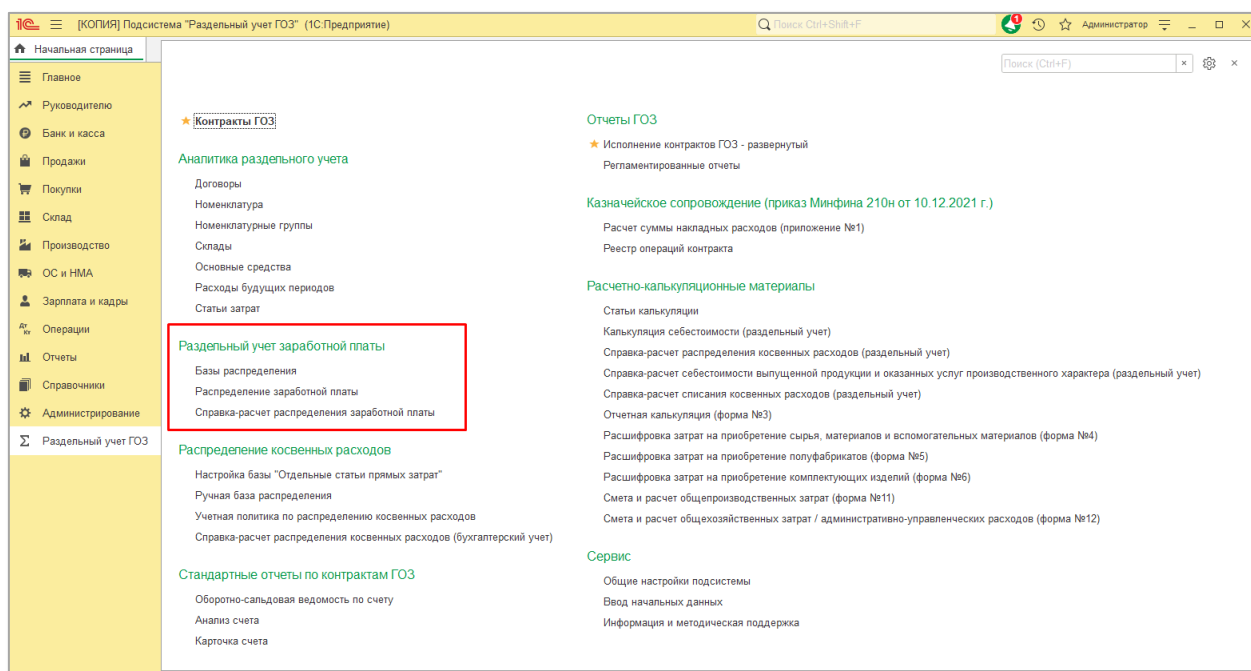 1С [КОПИЯ] Подсистема "Раздельный учет ГОЗ" (1С:Предприятие) Поиск Ctrl+Shift+F 1 Администратор
Начальная страница
Поиск (Ctrl+F)
Главное
Руководителю
Банк и касса
Продажи
Покупки
Склад
Производство
ОС и НМА
Зарплата и кадры
Дт Кт Операции
Отчеты
Справочники
Администрирование
Раздельный учет ГОЗ
Контракты ГОЗ
Аналитика раздельного учета
Договоры
Номенклатура
Номенклатурные группы
Склады
Основные средства
Расходы будущих периодов
Статьи затрат
Раздельный учет заработной платы
Базы распределения
Распределение заработной платы
Справка-расчет распределения заработной платы
Распределение косвенных расходов
Настройка базы "Отдельные статьи прямых затрат"
Ручная база распределения
Учетная политика по распределению косвенных расходов
Справка-расчет распределения косвенных расходов (бухгалтерский учет)
Стандартные отчеты по контрактам ГОЗ
Оборотно-сальдовая ведомость по счету
Анализ счета
Карточка счета
Отчеты ГОЗ
Исполнение контрактов ГОЗ - развернутый
Регламентированные отчеты
Казначейское сопровождение (приказ Минфина 210н от 10.12.2021 г.)
Расчет суммы накладных расходов (приложение №1)
Реестр операций контракта
Расчетно-калькуляционные материалы
Статьи калькуляции
Калькуляция себестоимости (раздельный учет)
Справка-расчет распределения косвенных расходов (раздельный учет)
Справка-расчет себестоимости выпущенной продукции и оказанных услуг производственного характера (раздельный учет)
Справка-расчет списания косвенных расходов (раздельный учет)
Отчетная калькуляция (форма №3)
Расшифровка затрат на приобретение сырья, материалов и вспомогательных материалов (форма №4)
Расшифровка затрат на приобретение полуфабрикатов (форма №5)
Расшифровка затрат на приобретение комплектующих изделий (форма №6)
Смета и расчет общепроизводственных затрат (форма №11)
Смета и расчет общехозяйственных затрат / административно-управленческих расходов (форма №12)
Сервис
Общие настройки подсистемы
Ввод начальных данных
Информация и методическая поддержка